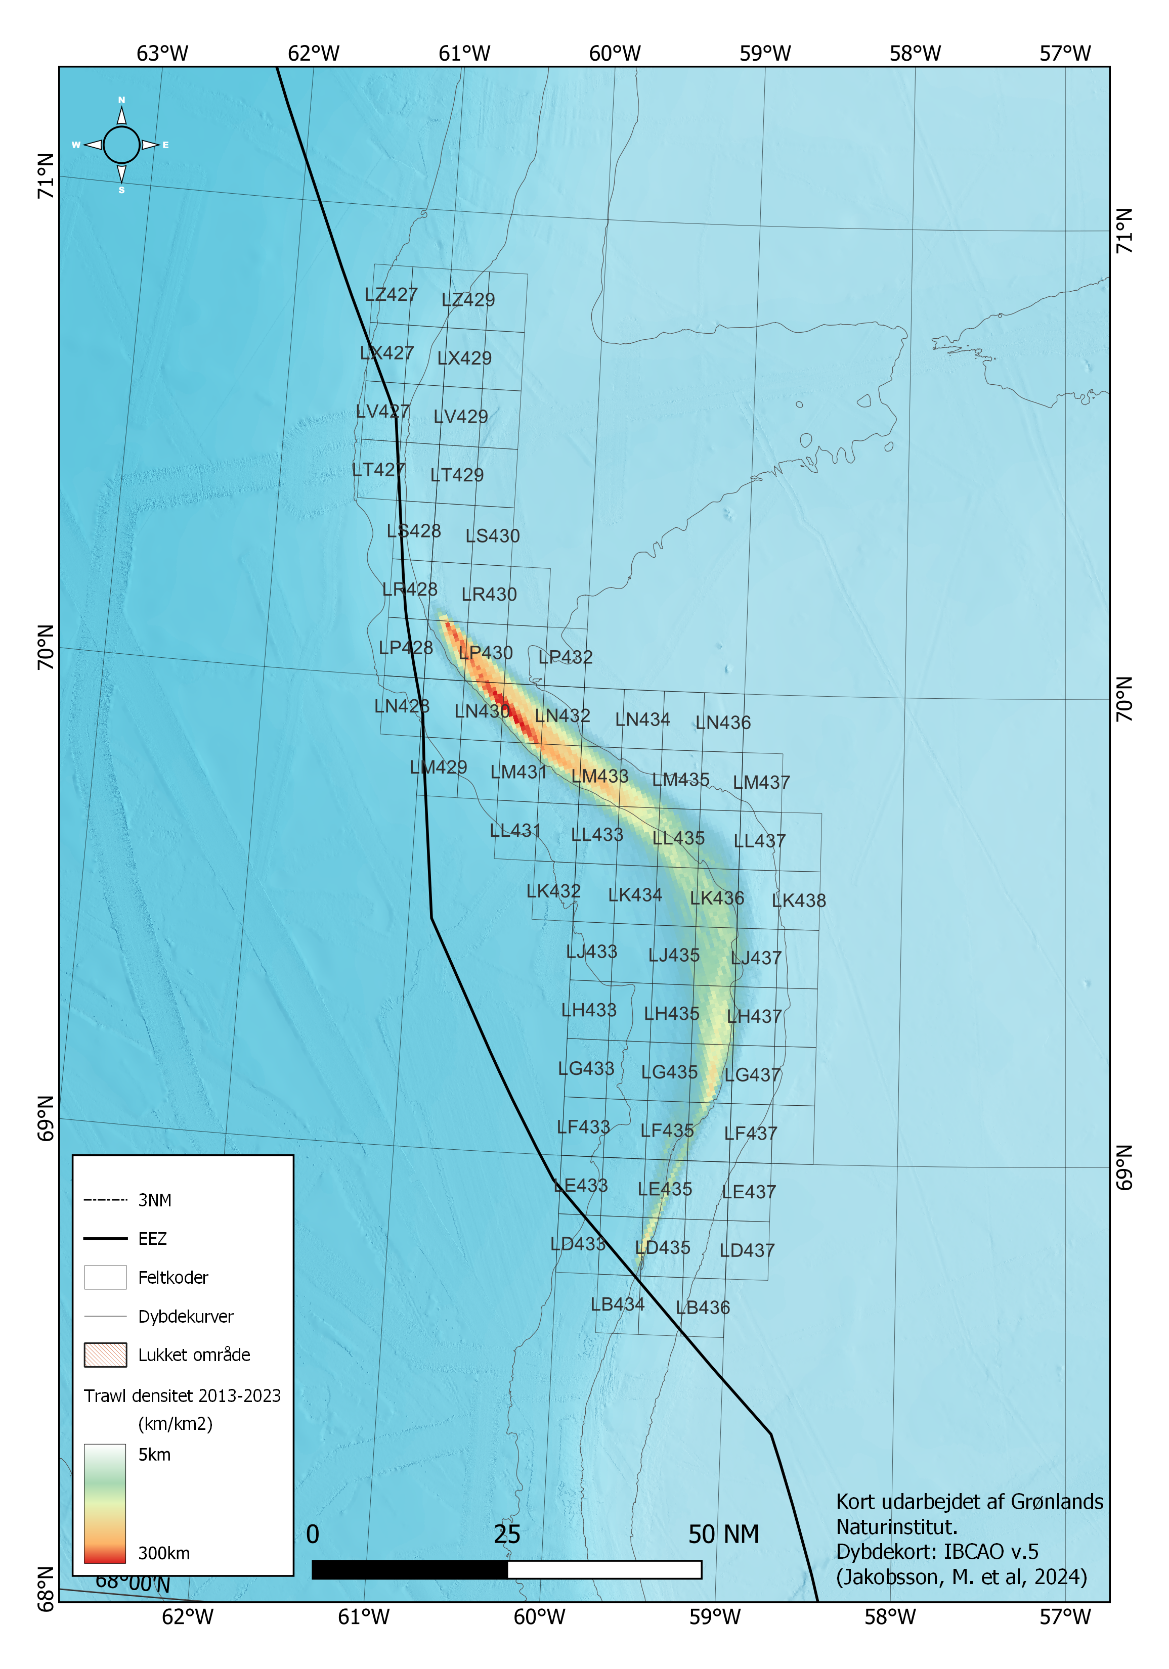 63°W 62°W 61°W 60°W 59°W 58°W 57°W
N
W E
S
71°N
71°N
LZ427 LZ429
LX427 LX429
LV427 LV429
LT427 LT429
LS428 LS430
LR428 LR430
70°N
LP428 LP430 LP432
70°N
LN428 LN430 LN432 LN434 LN436
LM429 LM431 LM433 LM435 LM437
LL431 LL433 LL435 LL437
LK432 LK434 LK436 LK438
LJ433 LJ435 LJ437
LH433 LH435 LH437
LG433 LG435 LG437
69°N
LF433 LF435 LF437
69°N
LE433 LE435 LE437
LD433 LD435 LD437
LB434 LB436
3NM
EEZ
Feltkoder
Dybdekurver
Lukket område
Trawl densitet 2013-2023
(km/km2)
5km
300km
68°00'N
68°N
0 25 50 NM
Kort udarbejdet af Grønlands
Naturinstitut.
Dybdekort: IBCAO v.5
(Jakobsson, M. et al, 2024)
62°W 61°W 60°W 59°W 58°W 57°W